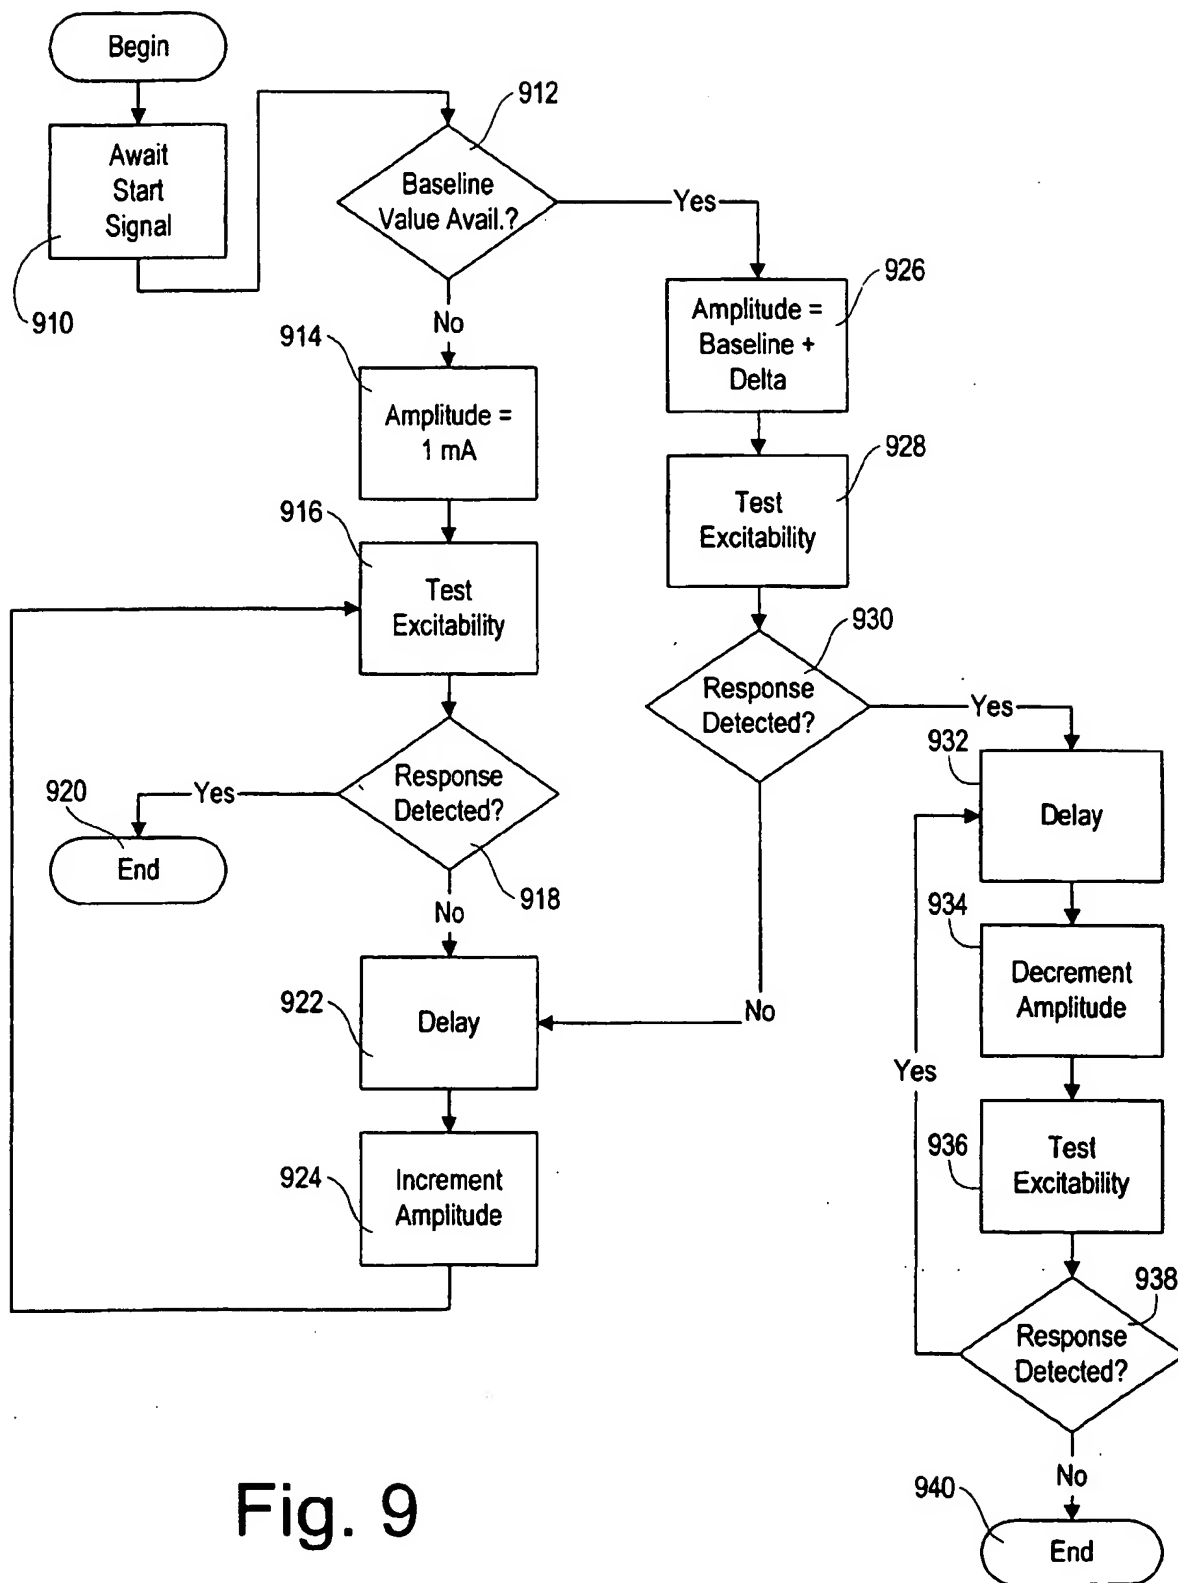 Begin
Await
Start
Signal
910
912
Baseline
Value Avail.?
Yes
No
914
Amplitude =
1 mA
916
Test
Excitability
Response
Detected?
918
Yes
920
End
No
922
Delay
924
Increment
Amplitude
926
Amplitude =
Baseline +
Delta
928
Test
Excitability
930
Response
Detected?
Yes
No
932
Delay
934
Decrement
Amplitude
936
Test
Excitability
938
Response
Detected?
Yes
No
940
End
Fig. 9